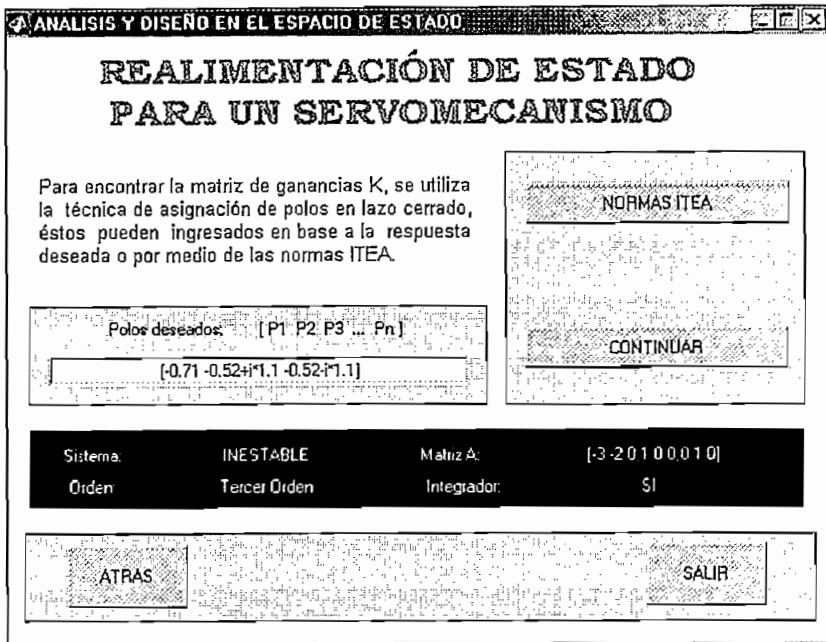 ANALISIS Y DISEÑO EN EL ESPACIO DE ESTADO
REALIMENTACIÓN DE ESTADO
PARA UN SERVOMECANISMO
Para encontrar la matriz de ganancias K, se utiliza
la técnica de asignación de polos en lazo cerrado,
éstos pueden ingresados en base a la respuesta
deseada o por medio de las normas ITEA.
NORMAS ITEA
CONTINUAR
Polos deseados: [ P1 P2 P3 ... Pn ]
[-0.71 -0.52+i*1.1 -0.52-i*1.1]
Sistema: INESTABLE Matriz A: [-3 -2 0 1 0 0,0 1 0]
Orden: Tercer Orden Integrador: SI
ATRAS
SALIR